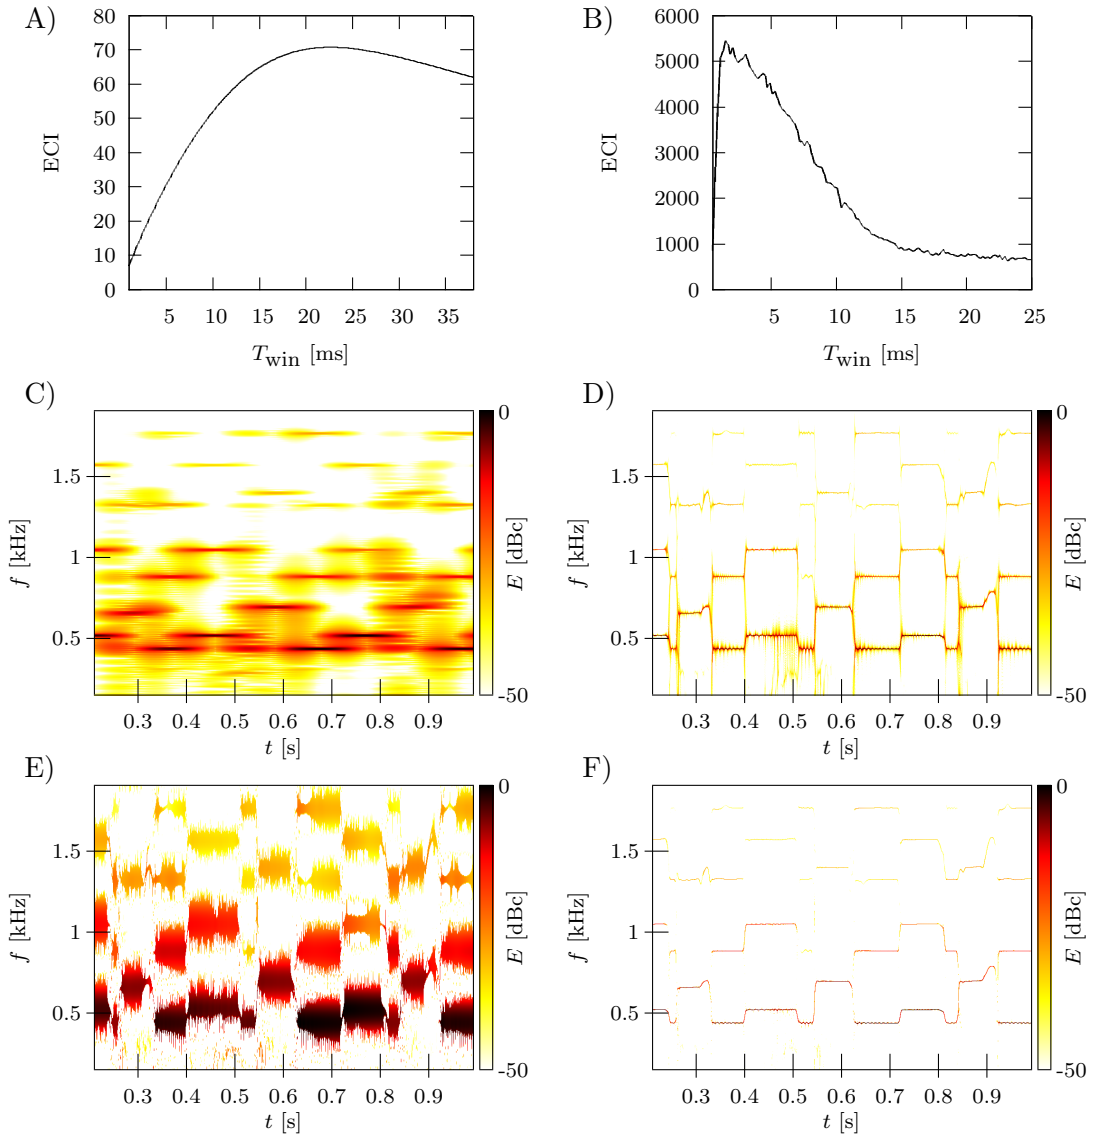 A)
80
70
60
50
40
30
20
10
0
ECI
5 10 15 20 25 30 35
T_win [ms]
B)
6000
5000
4000
3000
2000
1000
0
ECI
5 10 15 20 25
T_win [ms]
C)
1.5
1
0.5
f [kHz]
0.3 0.4 0.5 0.6 0.7 0.8 0.9
t [s]
0
E [dBc]
-50
D)
1.5
1
0.5
f [kHz]
0.3 0.4 0.5 0.6 0.7 0.8 0.9
t [s]
0
E [dBc]
-50
E)
1.5
1
0.5
f [kHz]
0.3 0.4 0.5 0.6 0.7 0.8 0.9
t [s]
0
E [dBc]
-50
F)
1.5
1
0.5
f [kHz]
0.3 0.4 0.5 0.6 0.7 0.8 0.9
t [s]
0
E [dBc]
-50